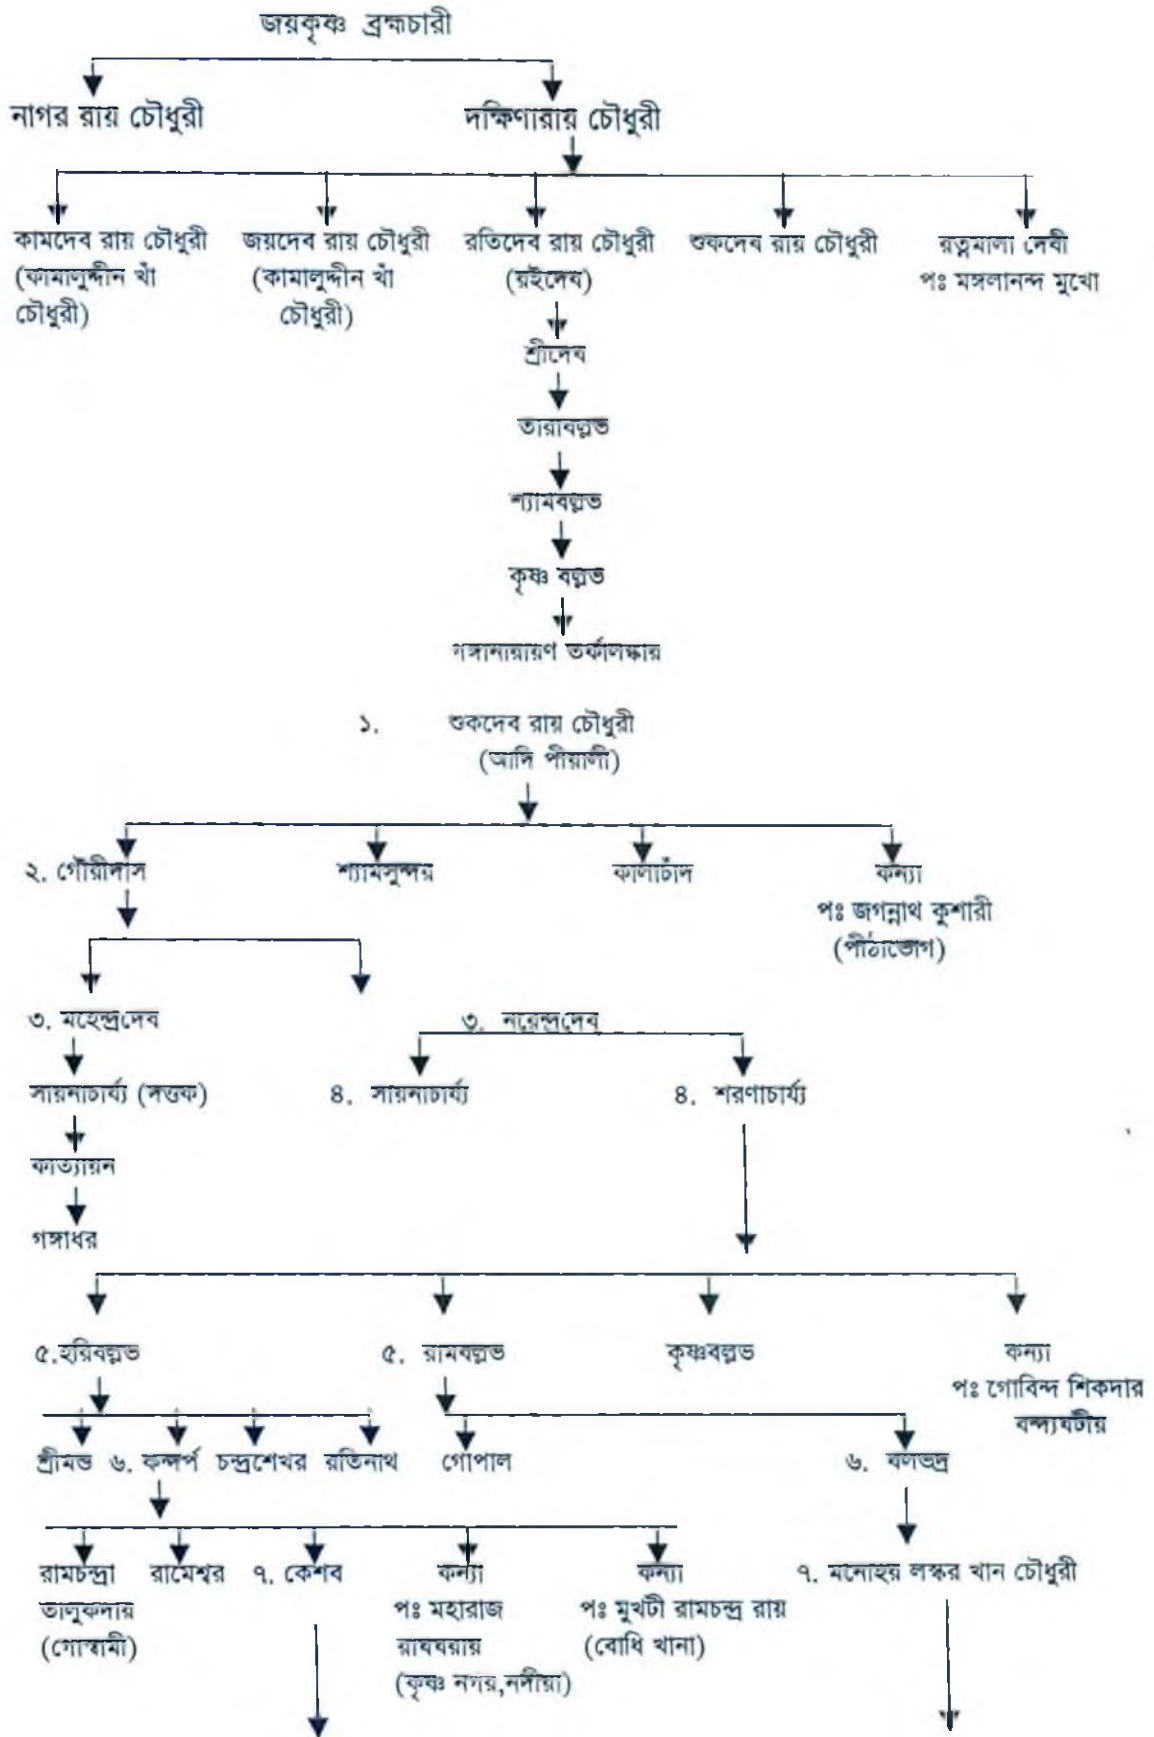 জয়কৃষ্ণ ব্রহ্মচারী
নাগর রায় চৌধুরী দক্ষিণারায় চৌধুরী
কামদেব রায় চৌধুরী জয়দেব রায় চৌধুরী রতিদেব রায় চৌধুরী শুকদেব রায় চৌধুরী রত্নমালা দেবী
(কামালুদ্দীন খাঁ (কামালুদ্দীন খাঁ (রইদেব) পঃ মঙ্গলানন্দ মুখো
চৌধুরী) চৌধুরী)
শ্রীদেব
তারাবল্লভ
শ্যামবল্লভ
কৃষ্ণ বল্লভ
গঙ্গানারায়ণ তর্কালঙ্কার
১. শুকদেব রায় চৌধুরী
(আদি পীরালী)
২. গৌরীদাস শ্যামসুন্দর কালাচাঁদ কন্যা
পঃ জগন্নাথ কুশারী
(পীঠাভোগ)
৩. মহেন্দ্রদেব ৩. নরেন্দ্রদেব
সায়নাচার্য্য (দত্তক) ৪. সায়নাচার্য্য ৪. শরণাচার্য্য
কাত্যায়ন
গঙ্গাধর
৫.হরিবল্লভ ৫. রামবল্লভ কৃষ্ণবল্লভ কন্যা
পঃ গোবিন্দ শিকদার
বন্দ্যঘটীয়
শ্রীমন্ত ৬. কন্দর্প চন্দ্রশেখর রতিনাথ গোপাল ৬. বলভদ্র
রামচন্দ্রা রামেশ্বর ৭. কেশব কন্যা কন্যা ৭. মনোহর লস্কর খান চৌধুরী
তালুকদার পঃ মহারাজ পঃ মুখটী রামচন্দ্র রায়
(গোস্বামী) রাঘবরায় (বোধি খানা)
(কৃষ্ণ নগর,নদীয়া)